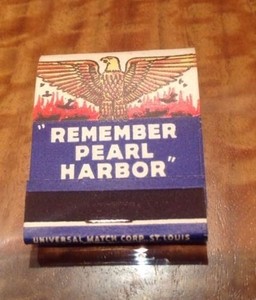 "REMEMBER
PEARL
HARBOR"
UNIVERSAL MATCH CORP. ST. LOUIS